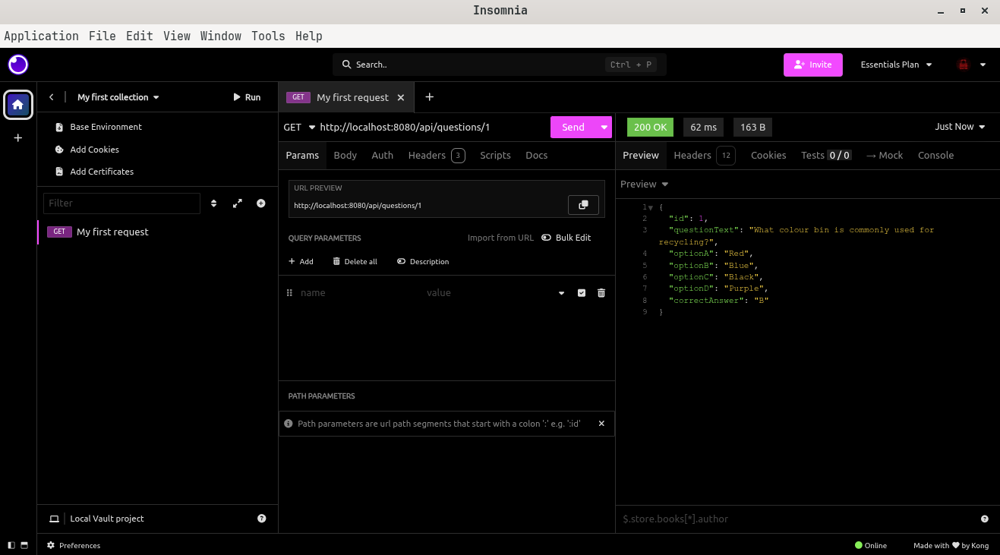 Insomnia
Application File Edit View Window Tools Help
Search.. Ctrl + P
Invite
Essentials Plan
My first collection
Run
Base Environment
Add Cookies
Add Certificates
Filter
GET My first request
Local Vault project
Preferences
GET My first request
GET http://localhost:8080/api/questions/1
Send
Params Body Auth Headers 3 Scripts Docs
URL PREVIEW
http://localhost:8080/api/questions/1
QUERY PARAMETERS Import from URL Bulk Edit
Add Delete all Description
name value
PATH PARAMETERS
Path parameters are url path segments that start with a colon ':' e.g. ':id'
200 OK 62 ms 163 B Just Now
Preview Headers 12 Cookies Tests 0 / 0 → Mock Console
Preview
1 {
2 "id": 1,
3 "questionText": "What colour bin is commonly used for
recycling?",
4 "optionA": "Red",
5 "optionB": "Blue",
6 "optionC": "Black",
7 "optionD": "Purple",
8 "correctAnswer": "B"
9 }
$.store.books[*].author
Online Made with ♥ by Kong